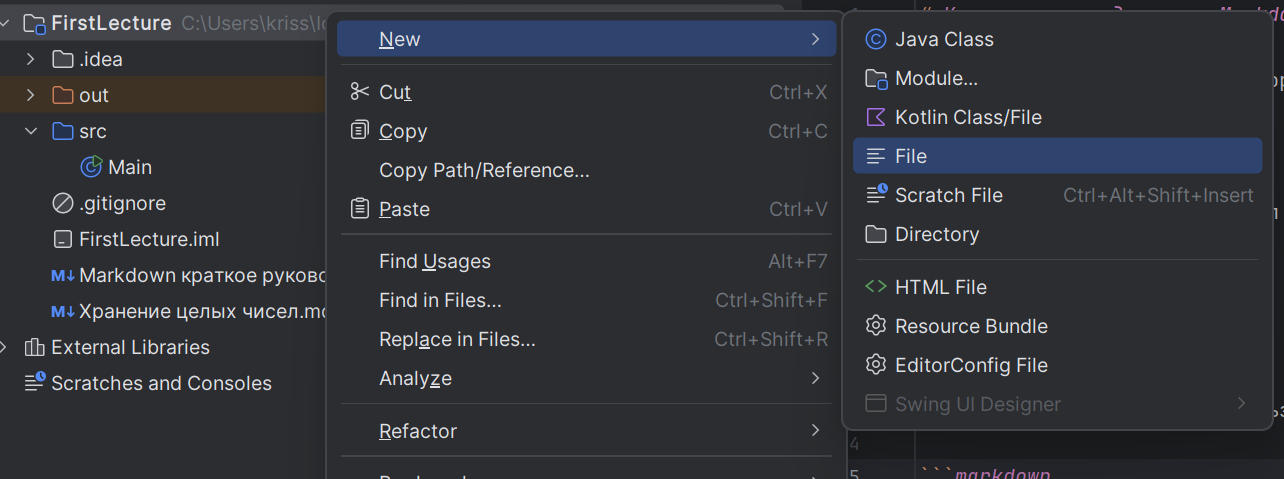 FirstLecture C:\Users\kriss\
.idea
out
src
Main
.gitignore
FirstLecture.iml
Markdown краткое
Хранение целых чисел.md
External Libraries
Scratches and Consoles
New
Cut Ctrl+X
Copy Ctrl+C
Copy Path/Reference...
Paste Ctrl+V
Find Usages Alt+F7
Find in Files... Ctrl+Shift+F
Replace in Files... Ctrl+Shift+R
Analyze
Refactor
Java Class
Module...
Kotlin Class/File
File
Scratch File Ctrl+Alt+Shift+Insert
Directory
HTML File
Resource Bundle
EditorConfig File
Swing UI Designer
4
5 ```markdown